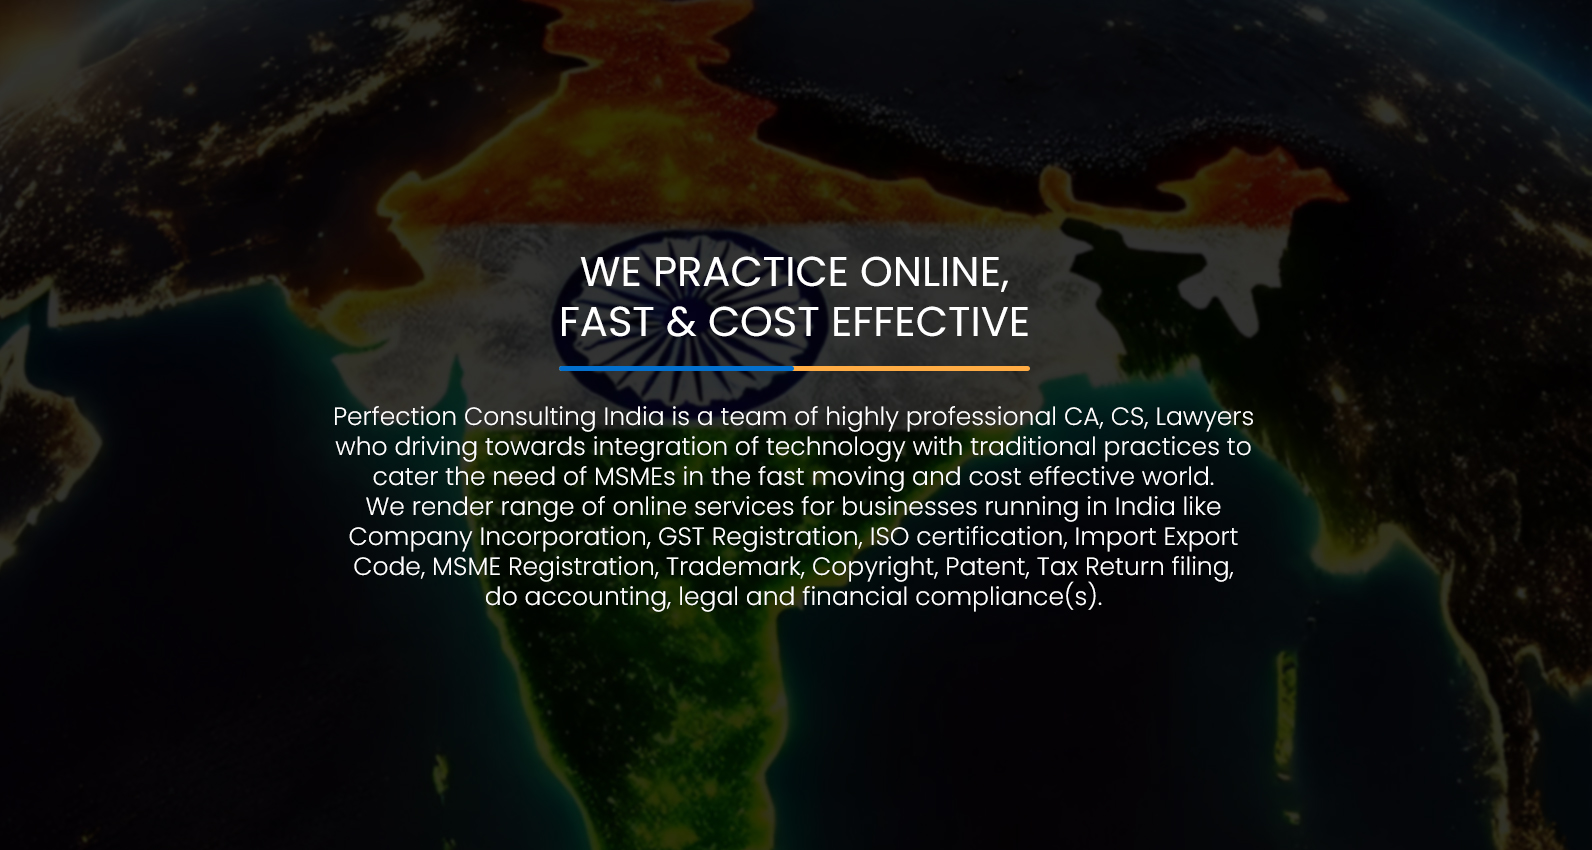 WE PRACTICE ONLINE,
FAST & COST EFFECTIVE
Perfection Consulting India is a team of highly professional CA, CS, Lawyers
who driving towards integration of technology with traditional practices to
cater the need of MSMEs in the fast moving and cost effective world.
We render range of online services for businesses running in India like
Company Incorporation, GST Registration, ISO certification, Import Export
Code, MSME Registration, Trademark, Copyright, Patent, Tax Return filing,
do accounting, legal and financial compliance(s).